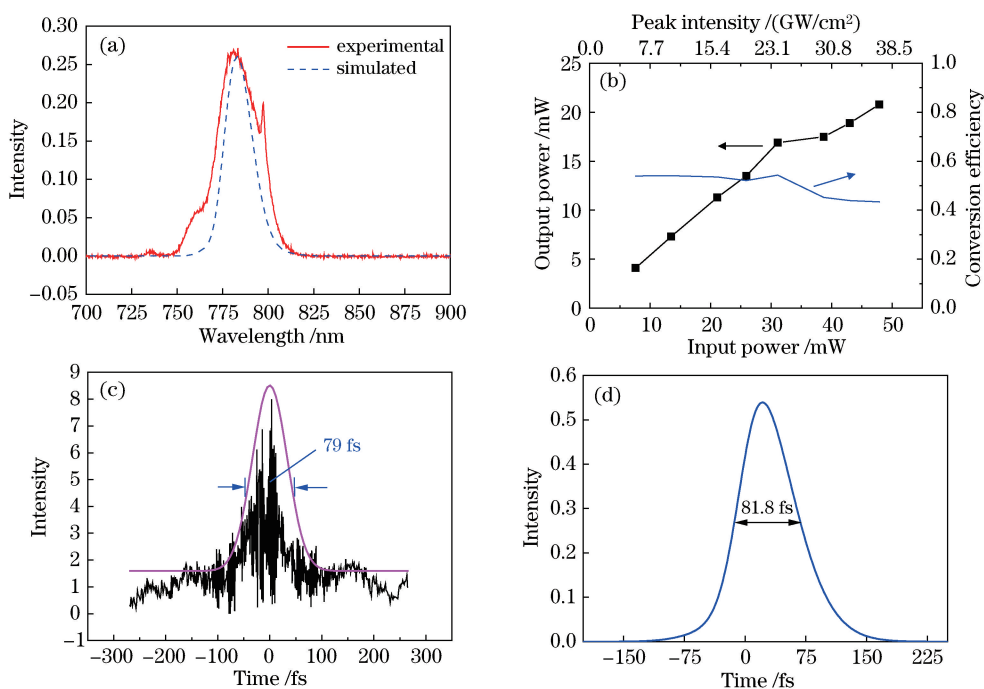 (a)
experimental
simulated
0.30
0.25
0.20
0.15
0.10
0.05
0.00
−0.05
Intensity
700 725 750 775 800 825 850 875 900
Wavelength /nm
Peak intensity /(GW/cm²)
0.0 7.7 15.4 23.1 30.8 38.5
(b)
25
20
15
10
5
0
Output power /mW
1.0
0.8
0.6
0.4
0.2
0.0
Conversion efficiency
0 10 20 30 40 50
Input power /mW
(c)
79 fs
9
8
7
6
5
4
3
2
1
0
−1
Intensity
−300 −200 −100 0 100 200 300
Time /fs
(d)
81.8 fs
0.6
0.5
0.4
0.3
0.2
0.1
0.0
Intensity
−150 −75 0 75 150 225
Time /fs